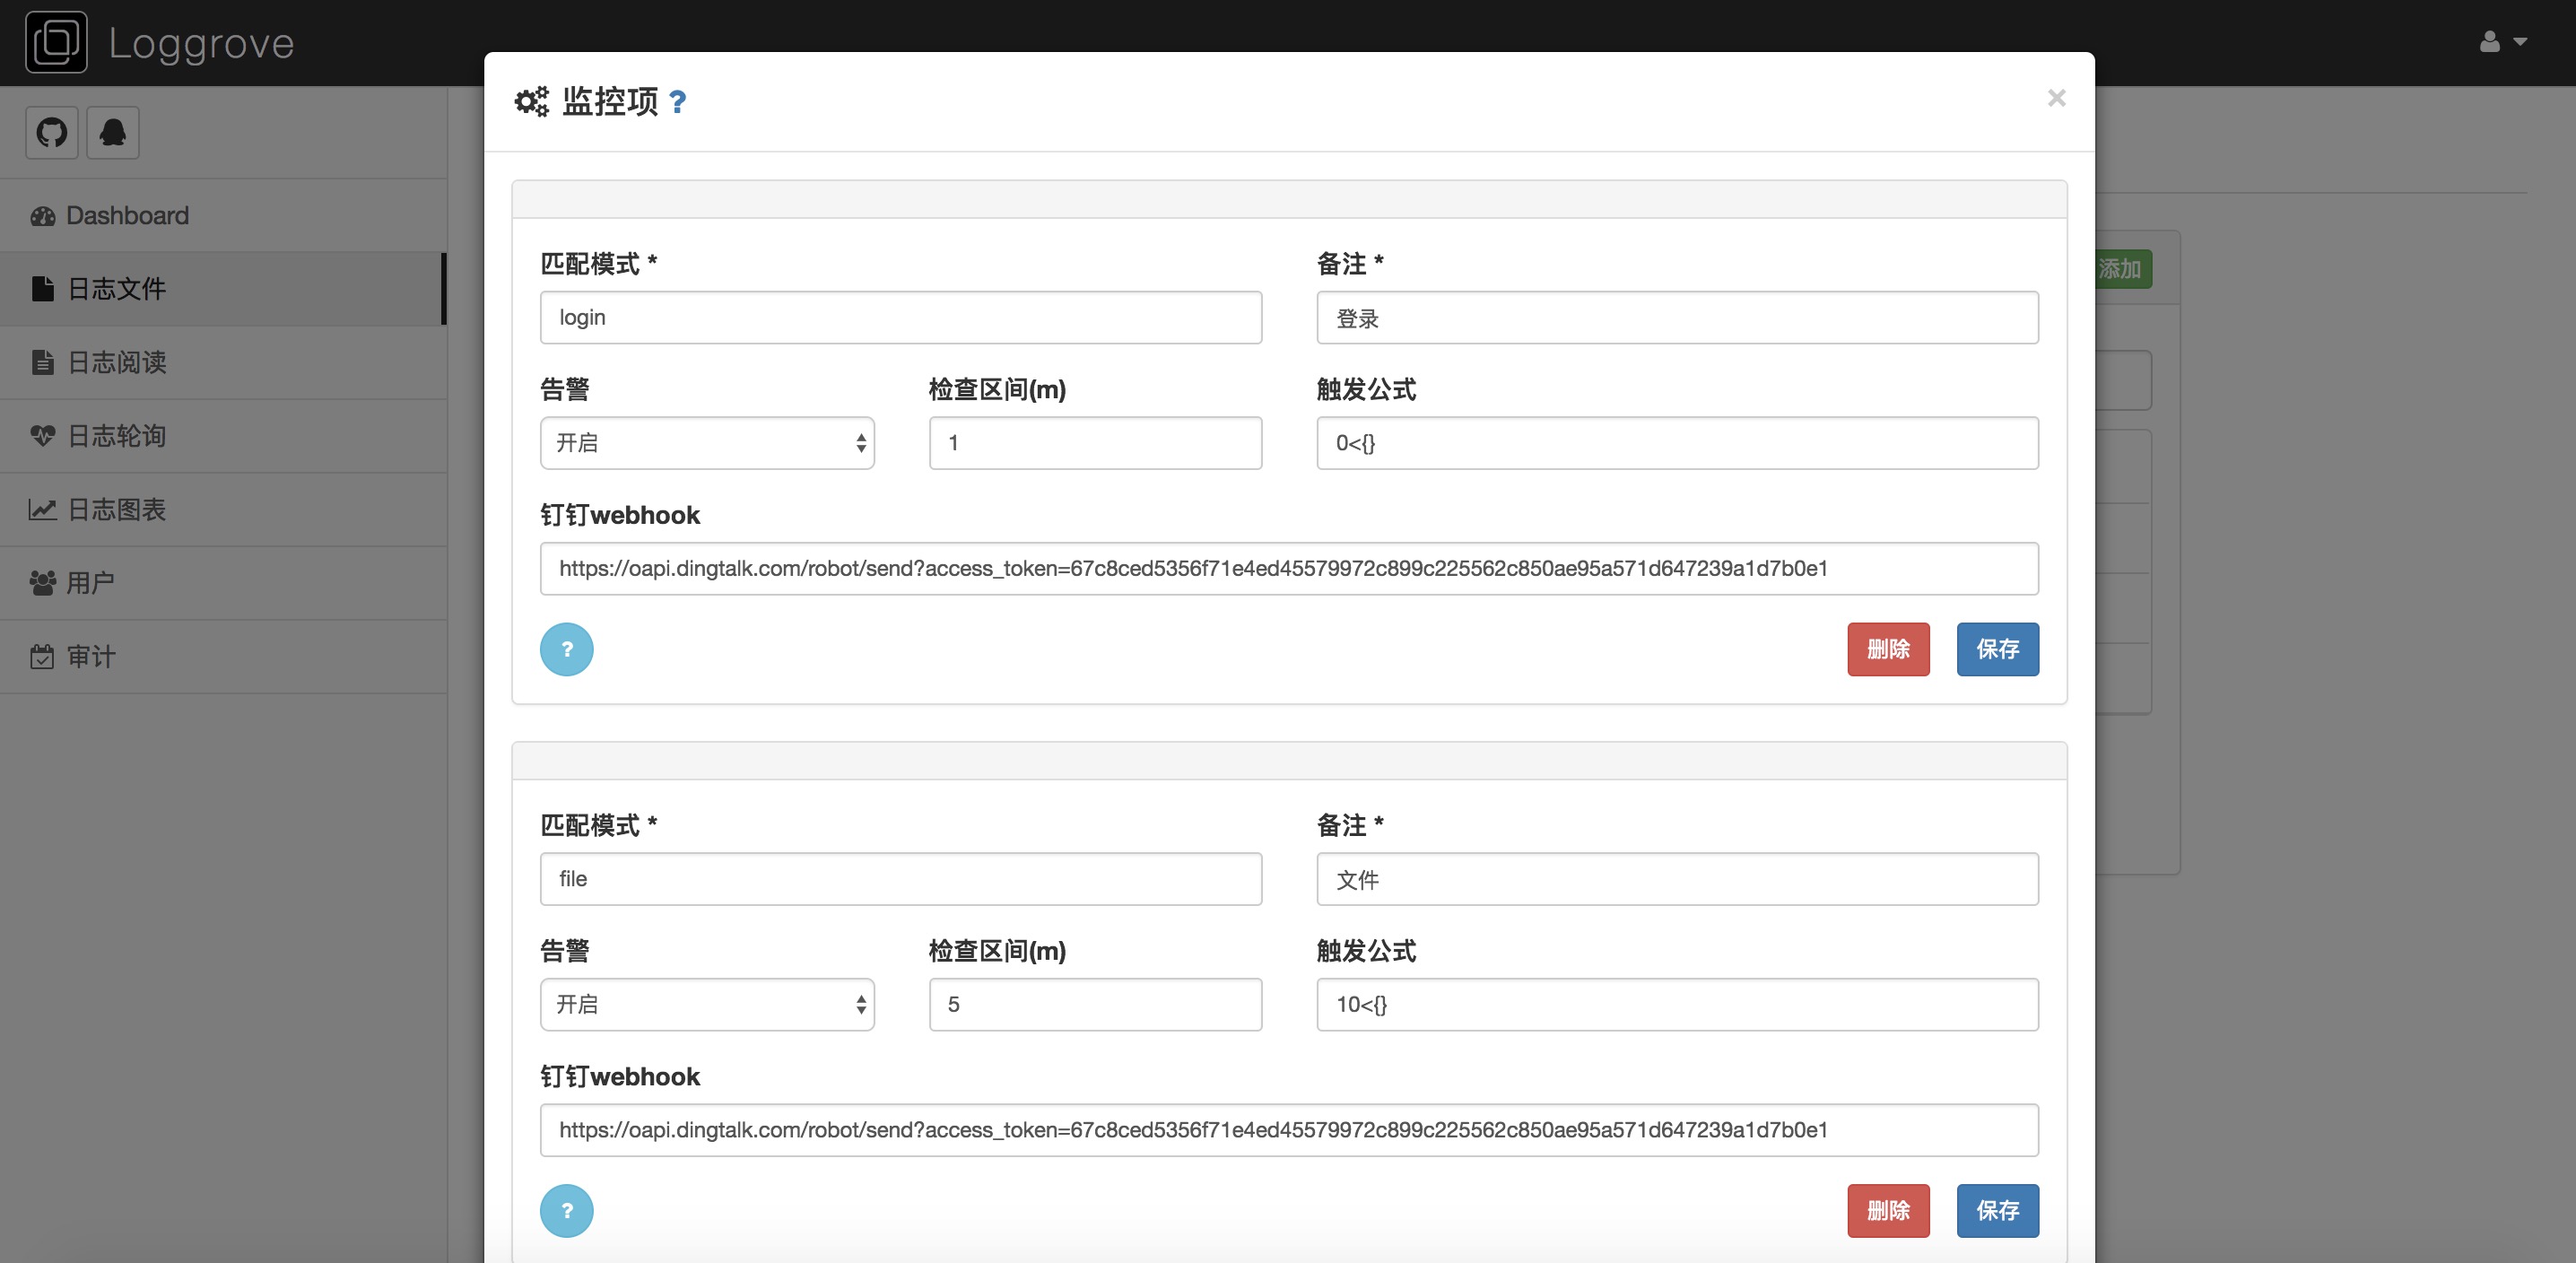 Loggrove
监控项 ?
×
Dashboard
日志文件
日志阅读
日志轮询
日志图表
用户
审计
添加
匹配模式 *
备注 *
login
登录
告警
检查区间(m)
触发公式
开启
1
0<{}
钉钉webhook
https://oapi.dingtalk.com/robot/send?access_token=67c8ced5356f71e4ed45579972c899c225562c850ae95a571d647239a1d7b0e1
?
删除
保存
匹配模式 *
备注 *
file
文件
告警
检查区间(m)
触发公式
开启
5
10<{}
钉钉webhook
https://oapi.dingtalk.com/robot/send?access_token=67c8ced5356f71e4ed45579972c899c225562c850ae95a571d647239a1d7b0e1
?
删除
保存